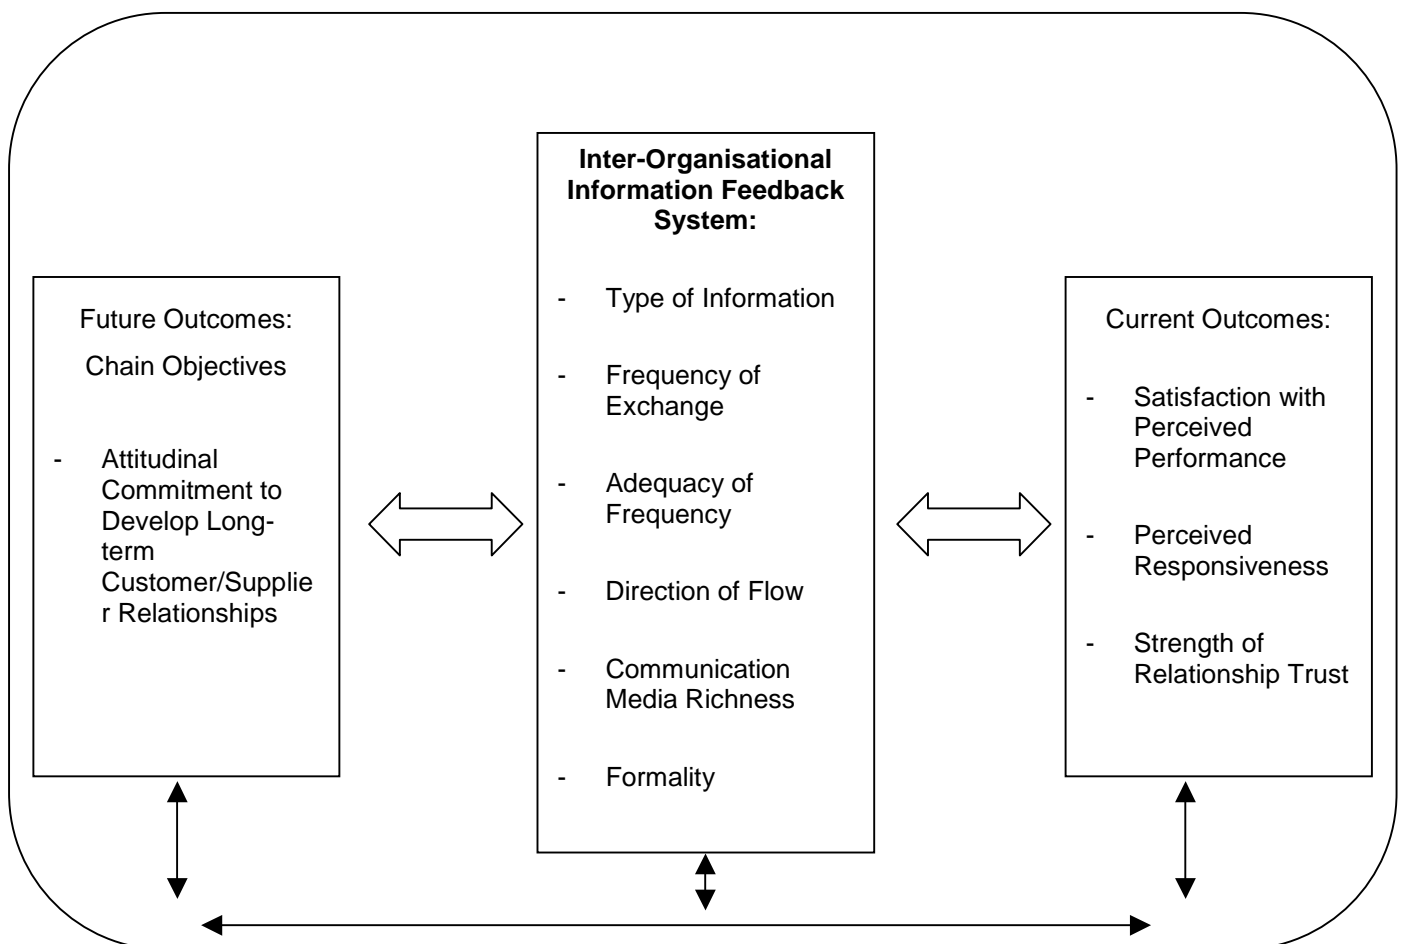 Future Outcomes:
Chain Objectives
- Attitudinal
Commitment to
Develop Long-
term
Customer/Supplie
r Relationships
Inter-Organisational
Information Feedback
System:
- Type of Information
- Frequency of
Exchange
- Adequacy of
Frequency
- Direction of Flow
- Communication
Media Richness
- Formality
Current Outcomes:
- Satisfaction with
Perceived
Performance
- Perceived
Responsiveness
- Strength of
Relationship Trust